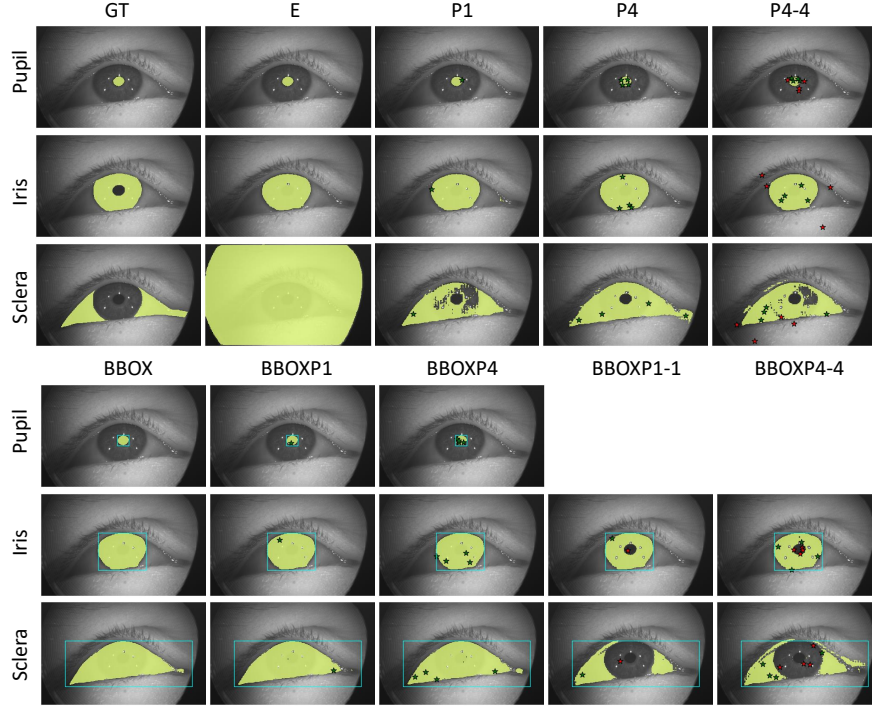 GT E P1 P4 P4-4
Pupil
Iris
Sclera
BBOX BBOXP1 BBOXP4 BBOXP1-1 BBOXP4-4
Pupil
Iris
Sclera